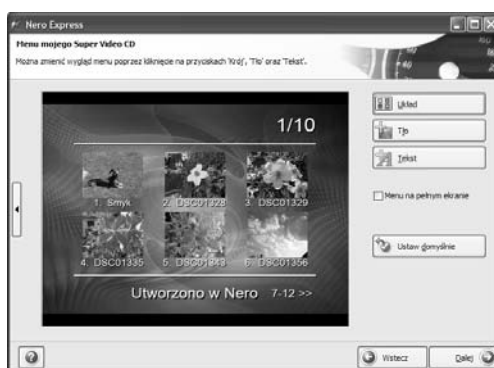 Nero Express
Menu mojego Super Video CD
Można zmienić wygląd menu poprzez kliknięcie na przyciskach 'Krój', 'Tło' oraz 'Tekst'.
1/10
1. Smyk
2. DSC01328
3. DSC01329
4. DSC01335
5. DSC01343
6. DSC01356
Utworzono w Nero 7-12 >>
Układ
Tło
Tekst
Menu na pełnym ekranie
Ustaw domyślnie
Wstecz
Dalej